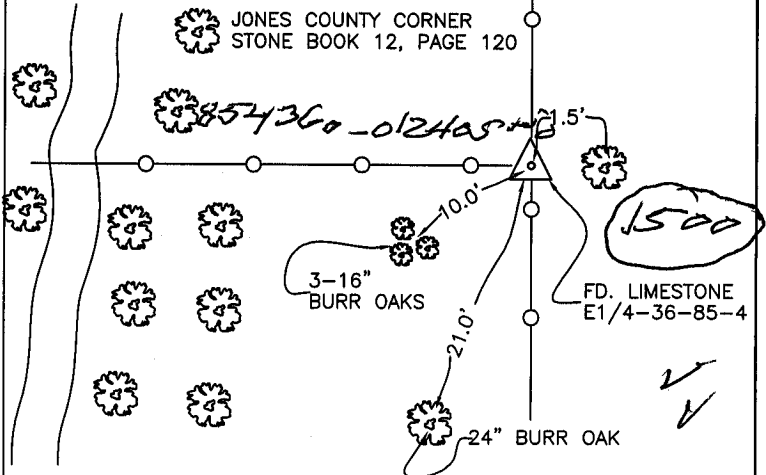 JONES COUNTY CORNER
STONE BOOK 12, PAGE 120
1.5'
10.0'
1500
3-16"
BURR OAKS
FD. LIMESTONE
E1/4-36-85-4
21.0'
24" BURR OAK